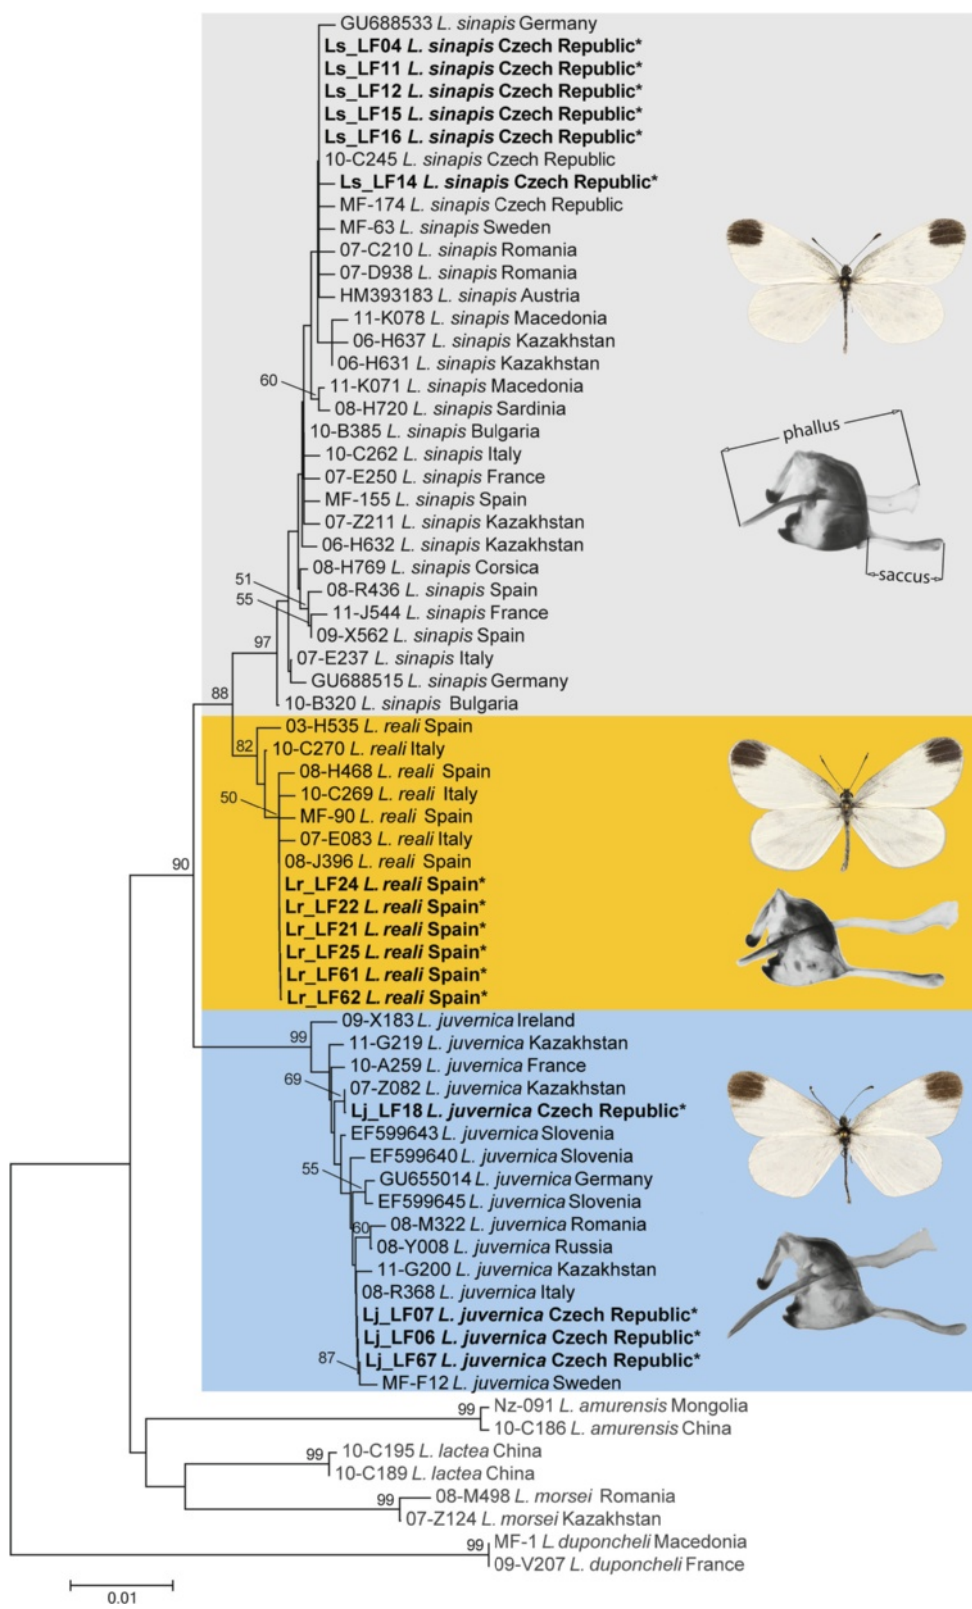 GU688533 L. sinapis Germany
Ls_LF04 L. sinapis Czech Republic*
Ls_LF11 L. sinapis Czech Republic*
Ls_LF12 L. sinapis Czech Republic*
Ls_LF15 L. sinapis Czech Republic*
Ls_LF16 L. sinapis Czech Republic*
10-C245 L. sinapis Czech Republic
Ls_LF14 L. sinapis Czech Republic*
MF-174 L. sinapis Czech Republic
MF-63 L. sinapis Sweden
07-C210 L. sinapis Romania
07-D938 L. sinapis Romania
HM393183 L. sinapis Austria
11-K078 L. sinapis Macedonia
06-H637 L. sinapis Kazakhstan
06-H631 L. sinapis Kazakhstan
60
11-K071 L. sinapis Macedonia
08-H720 L. sinapis Sardinia
10-B385 L. sinapis Bulgaria
phallus
10-C262 L. sinapis Italy
07-E250 L. sinapis France
MF-155 L. sinapis Spain
07-Z211 L. sinapis Kazakhstan
06-H632 L. sinapis Kazakhstan
08-H769 L. sinapis Corsica
saccus
51
08-R436 L. sinapis Spain
55
11-J544 L. sinapis France
09-X562 L. sinapis Spain
97
07-E237 L. sinapis Italy
GU688515 L. sinapis Germany
88
10-B320 L. sinapis Bulgaria
03-H535 L. reali Spain
82
10-C270 L. reali Italy
08-H468 L. reali Spain
50
10-C269 L. reali Italy
MF-90 L. reali Spain
07-E083 L. reali Italy
90
08-J396 L. reali Spain
Lr_LF24 L. reali Spain*
Lr_LF22 L. reali Spain*
Lr_LF21 L. reali Spain*
Lr_LF25 L. reali Spain*
Lr_LF61 L. reali Spain*
Lr_LF62 L. reali Spain*
09-X183 L. juvernica Ireland
99
11-G219 L. juvernica Kazakhstan
10-A259 L. juvernica France
69
07-Z082 L. juvernica Kazakhstan
Lj_LF18 L. juvernica Czech Republic*
EF599643 L. juvernica Slovenia
EF599640 L. juvernica Slovenia
55
GU655014 L. juvernica Germany
EF599645 L. juvernica Slovenia
60
08-M322 L. juvernica Romania
08-Y008 L. juvernica Russia
11-G200 L. juvernica Kazakhstan
08-R368 L. juvernica Italy
Lj_LF07 L. juvernica Czech Republic*
Lj_LF06 L. juvernica Czech Republic*
87
Lj_LF67 L. juvernica Czech Republic*
MF-F12 L. juvernica Sweden
99
Nz-091 L. amurensis Mongolia
10-C186 L. amurensis China
99
10-C195 L. lactea China
10-C189 L. lactea China
99
08-M498 L. morsei Romania
07-Z124 L. morsei Kazakhstan
99
MF-1 L. duponcheli Macedonia
09-V207 L. duponcheli France
0.01